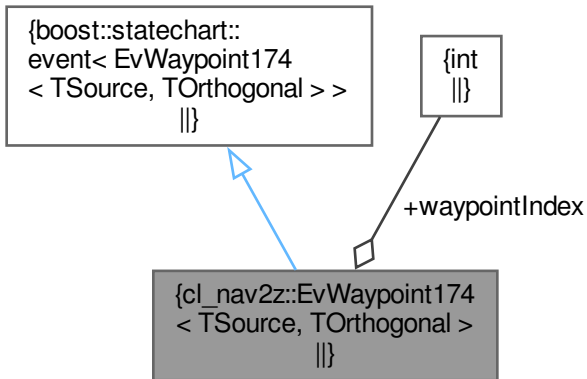 {boost::statechart::
event< EvWaypoint174
< TSource, TOrthogonal > >
||}
{int
||}
+waypointIndex
{cl_nav2z::EvWaypoint174
< TSource, TOrthogonal >
||}